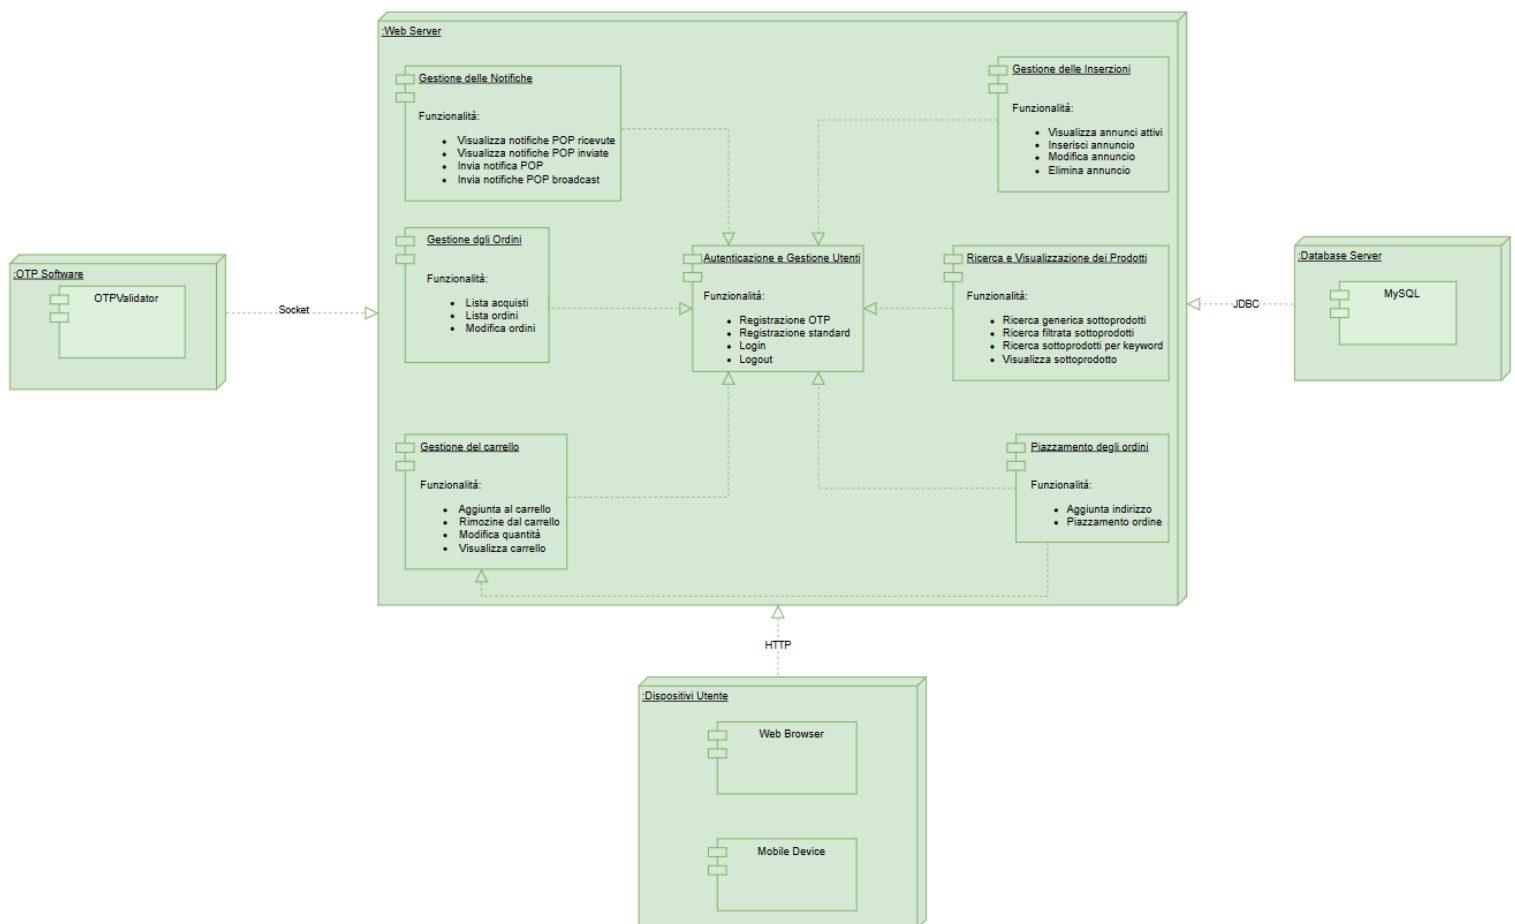 :Web Server
Gestione delle Notifiche
Funzionalità:
Visualizza notifiche POP ricevute
Visualizza notifiche POP inviate
Invia notifica POP
Invia notifiche POP broadcast
Gestione delle Inserzioni
Funzionalità:
Visualizza annunci attivi
Inserisci annuncio
Modifica annuncio
Elimina annuncio
:OTP Software
OTPValidator
Socket
Gestione dgli Ordini
Funzionalità:
Lista acquisti
Lista ordini
Modifica ordini
Autenticazione e Gestione Utenti
Funzionalità:
Registrazione OTP
Registrazione standard
Login
Logout
Ricerca e Visualizzazione dei Prodotti
Funzionalità:
Ricerca generica sottoprodotti
Ricerca filtrata sottoprodotti
Ricerca sottoprodotti per keyword
Visualizza sottoprodotto
JDBC
:Database Server
MySQL
Gestione del carrello
Funzionalità:
Aggiunta al carrello
Rimozine dal carrello
Modifica quantità
Visualizza carrello
Piazzamento degli ordini
Funzionalità:
Aggiunta indirizzo
Piazzamento ordine
HTTP
:Dispositivi Utente
Web Browser
Mobile Device